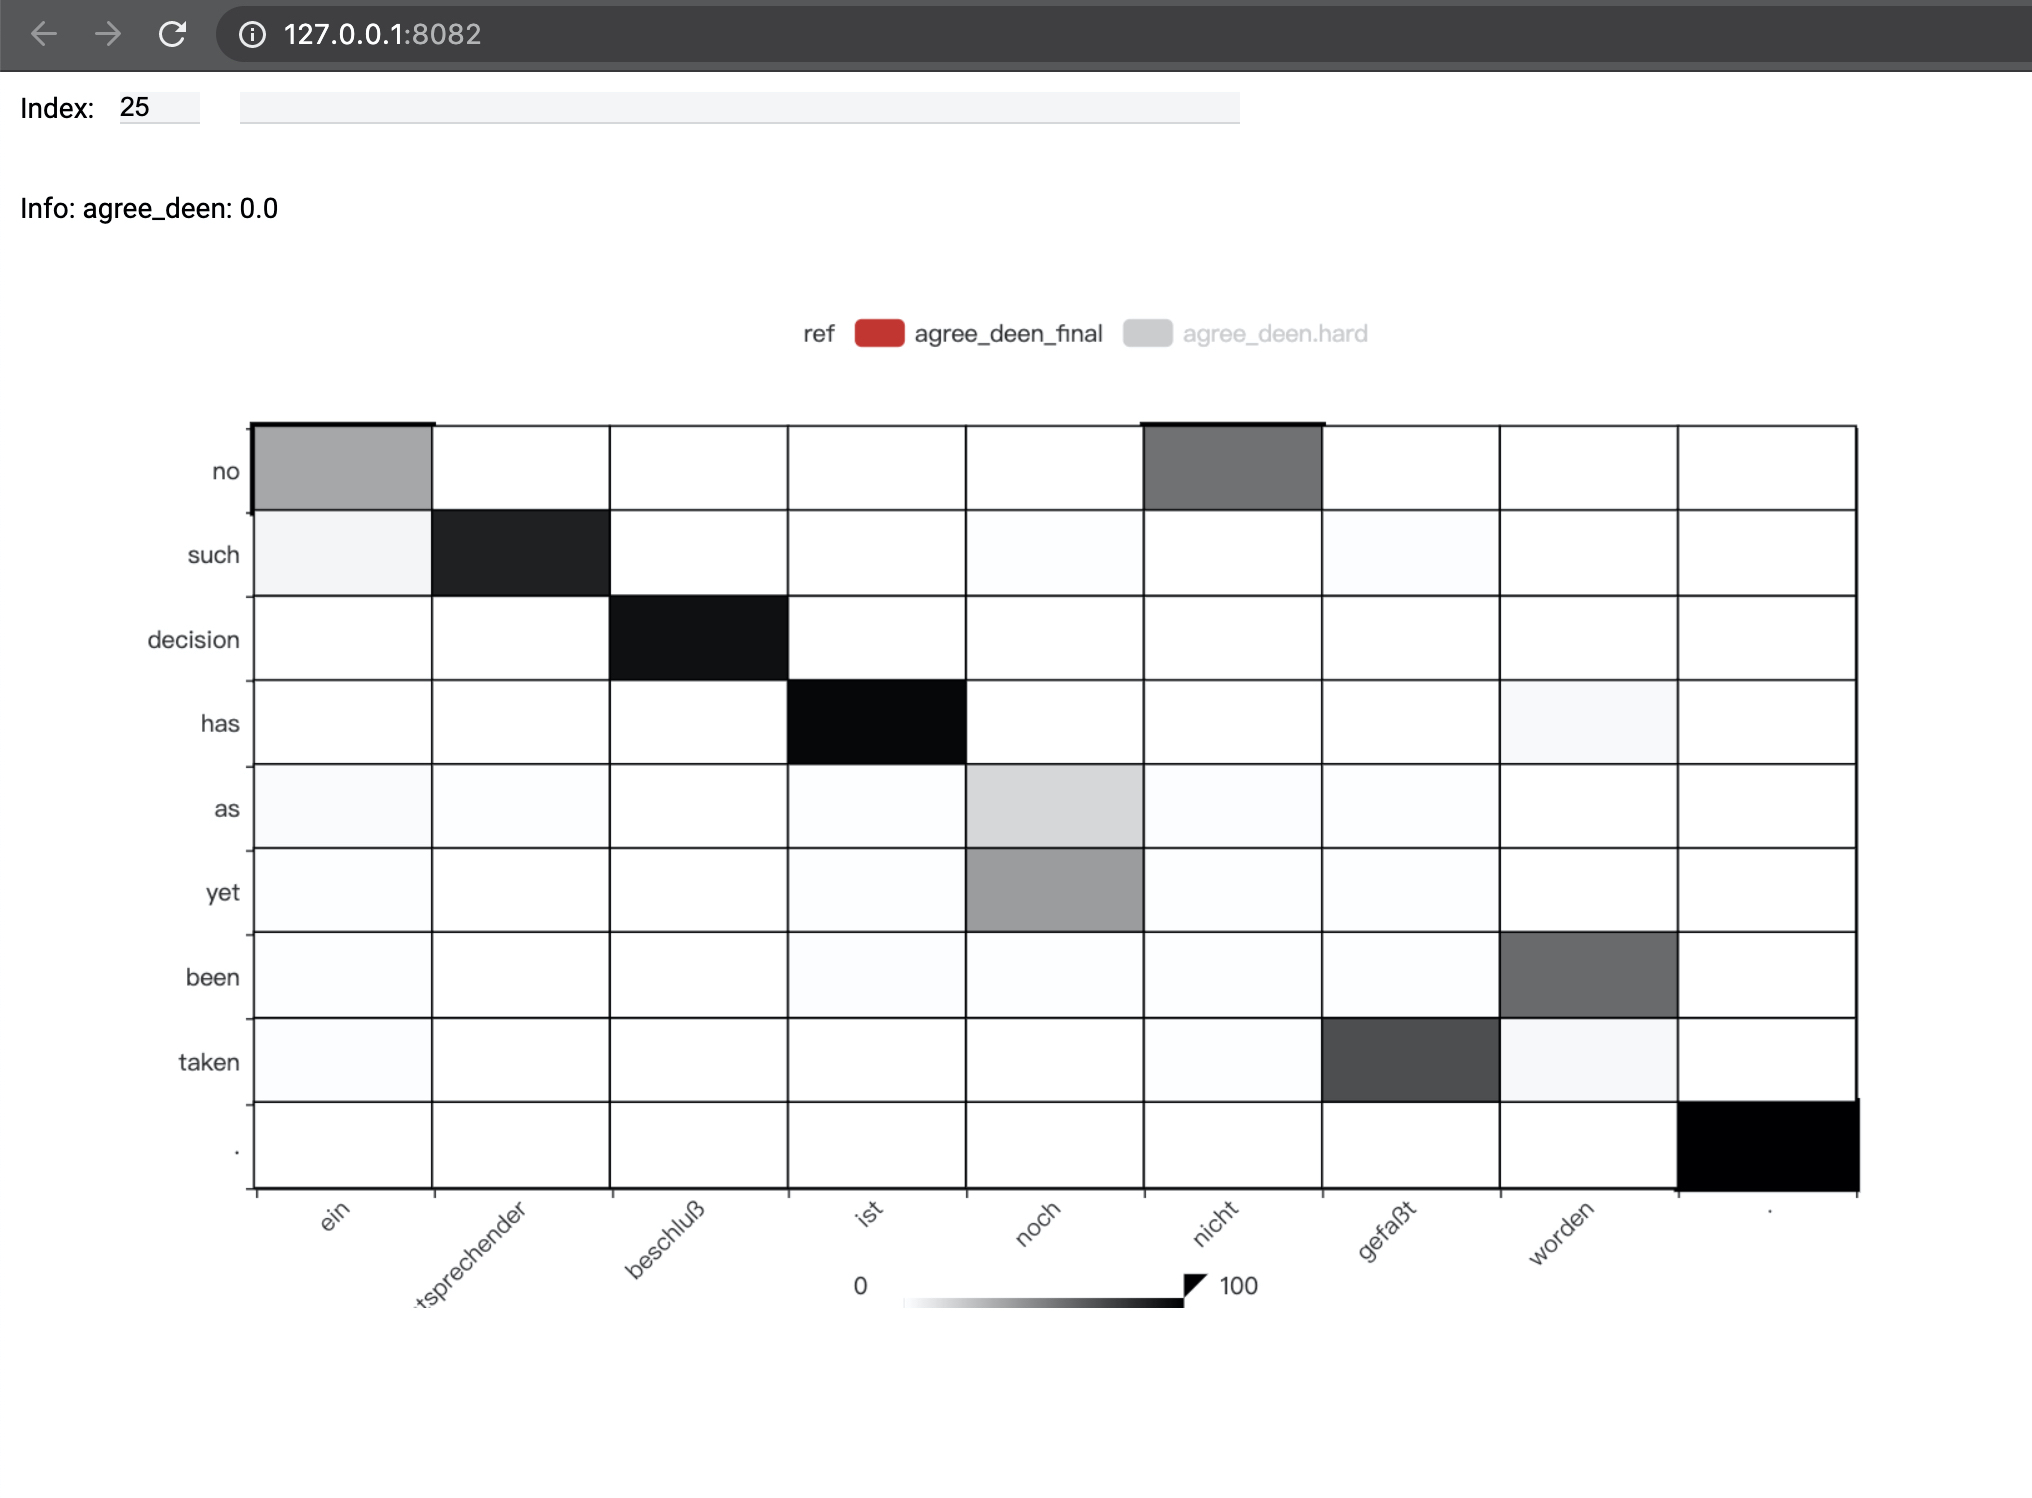 127.0.0.1:8082
Index: 25
Info: agree_deen: 0.0
ref agree_deen_final agree_deen.hard
no
such
decision
has
as
yet
been
taken
.
ein tsprechender beschluß ist noch nicht gefaßt worden .
0 100